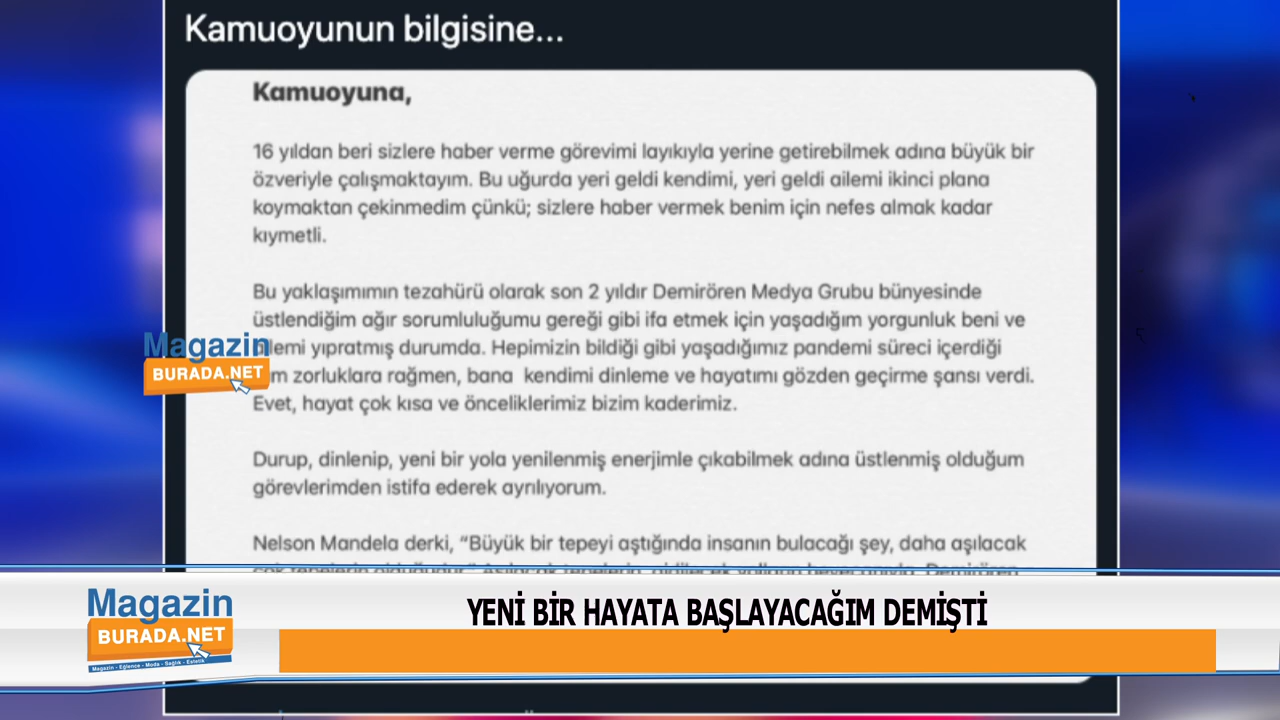 Kamuoyunun bilgisine...
Kamuoyuna,
16 yıldan beri sizlere haber verme görevimi layıkıyla yerine getirebilmek adına büyük bir
özveriyle çalışmaktayım. Bu uğurda yeri geldi kendimi, yeri geldi ailemi ikinci plana
koymaktan çekinmedim çünkü; sizlere haber vermek benim için nefes almak kadar
kıymetli.
Bu yaklaşımımın tezahürü olarak son 2 yıldır Demirören Medya Grubu bünyesinde
üstlendiğim ağır sorumluluğumu gereği gibi ifa etmek için yaşadığım yorgunluk beni ve
yıpratmış durumda. Hepimizin bildiği gibi yaşadığımız pandemi süreci içerdiği
zorluklara rağmen, bana kendimi dinleme ve hayatımı gözden geçirme şansı verdi.
Evet, hayat çok kısa ve önceliklerimiz bizim kaderimiz.
Magazin
BURADA.NET
Durup, dinlenip, yeni bir yola yenilenmiş enerjimle çıkabilmek adına üstlenmiş olduğum
görevlerimden istifa ederek ayrılıyorum.
Nelson Mandela derki, “Büyük bir tepeyi aştığında insanın bulacağı şey, daha aşılacak
Magazin
BURADA.NET
Magazin - Eğlence - Moda - Sağlık - Estetik
YENİ BİR HAYATA BAŞLAYACAĞIM DEMİŞTİ